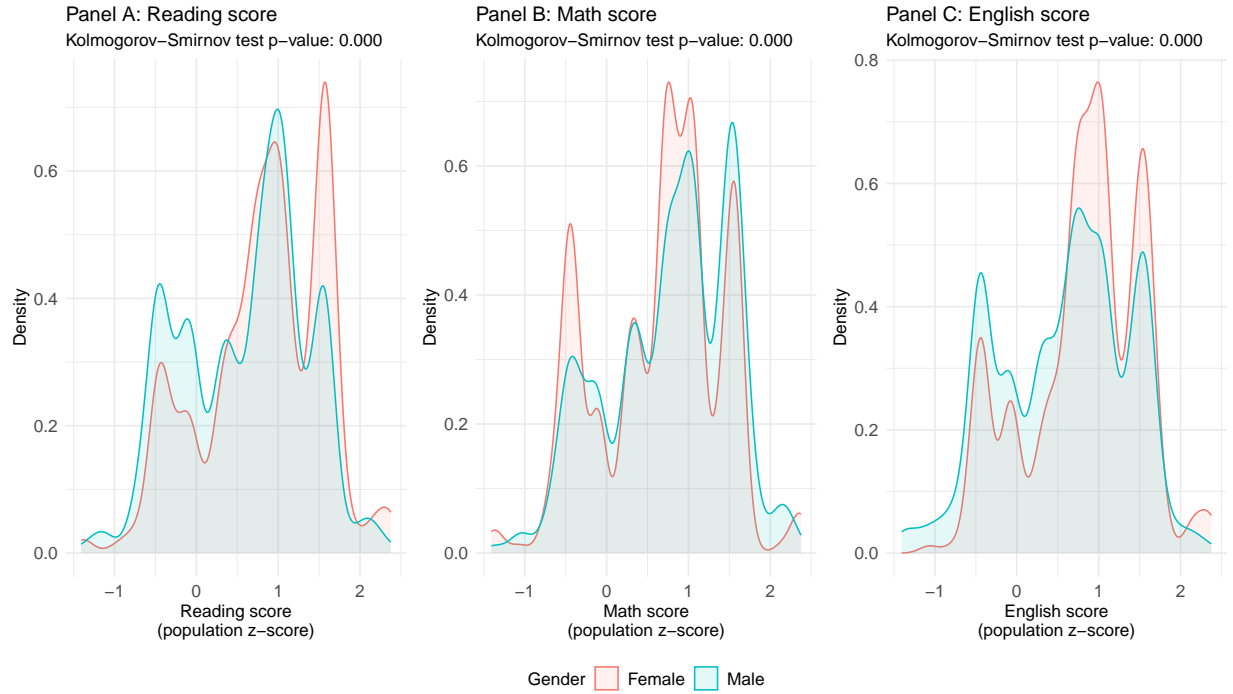 Panel A: Reading score
Kolmogorov−Smirnov test p−value: 0.000
0.6
0.4
0.2
0.0
Density
−1 0 1 2
Reading score
(population z−score)
Panel B: Math score
Kolmogorov−Smirnov test p−value: 0.000
0.6
0.4
0.2
0.0
Density
−1 0 1 2
Math score
(population z−score)
Panel C: English score
Kolmogorov−Smirnov test p−value: 0.000
0.8
0.6
0.4
0.2
0.0
Density
−1 0 1 2
English score
(population z−score)
Gender Female Male